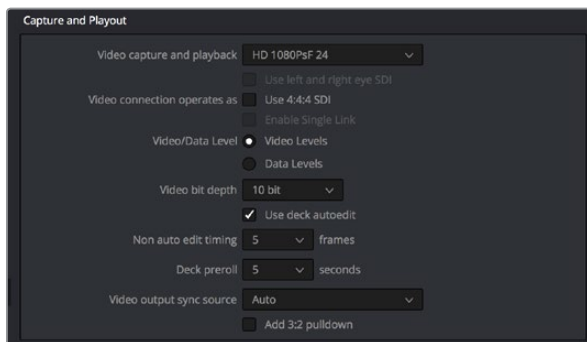 Capture and Playout
Video capture and playback HD 1080PsF 24
Use left and right eye SDI
Video connection operates as Use 4:4:4 SDI
Enable Single Link
Video/Data Level Video Levels
Data Levels
Video bit depth 10 bit
Use deck autoedit
Non auto edit timing 5 frames
Deck preroll 5 seconds
Video output sync source Auto
Add 3:2 pulldown